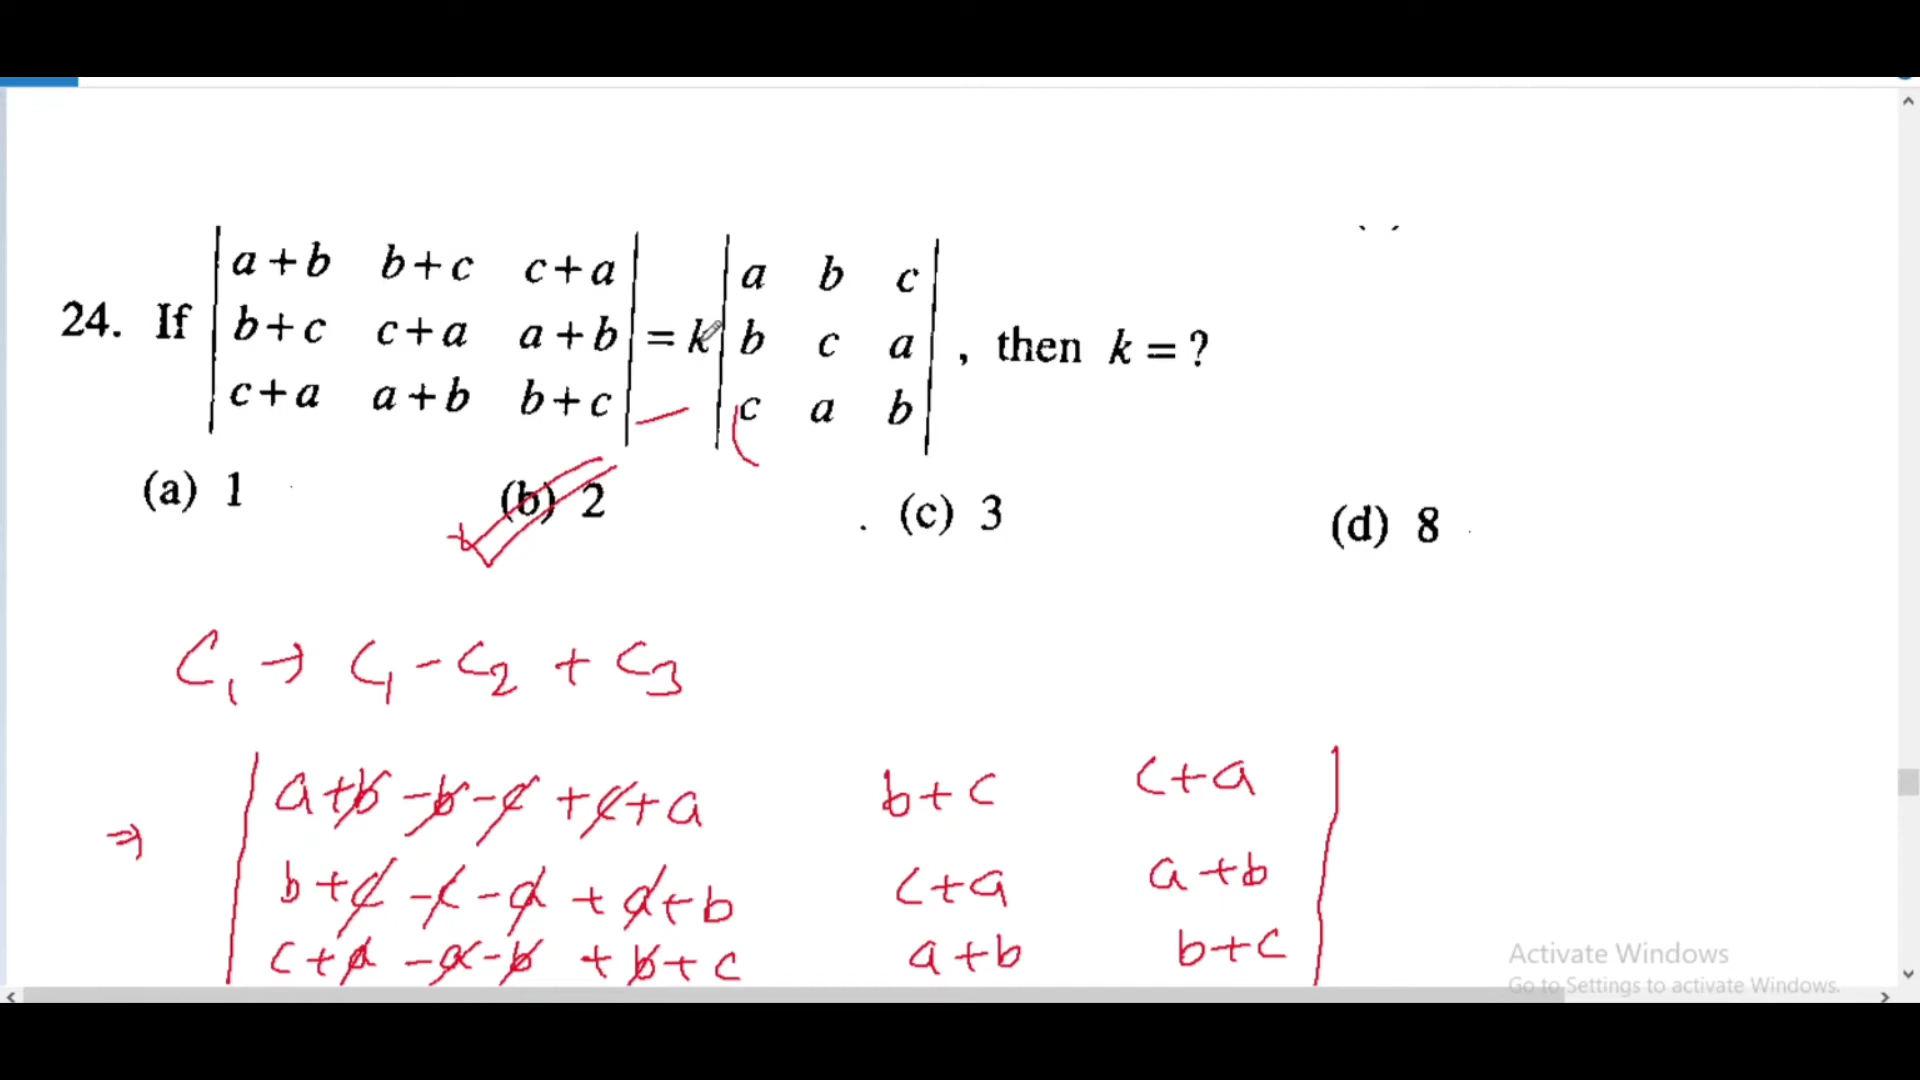 a+b b+c c+a a b c
24. If b+c c+a a+b = k b c a , then k = ?
c+a a+b b+c c a b
(a) 1 (b) 2 (c) 3 (d) 8
C₁ → C₁ - C₂ + C₃
a+b-b-c+c+a b+c c+a
⇒ b+c-c-a+a+b c+a a+b
c+a-a-b+b+c a+b b+c
Activate Windows
Go to Settings to activate Windows.